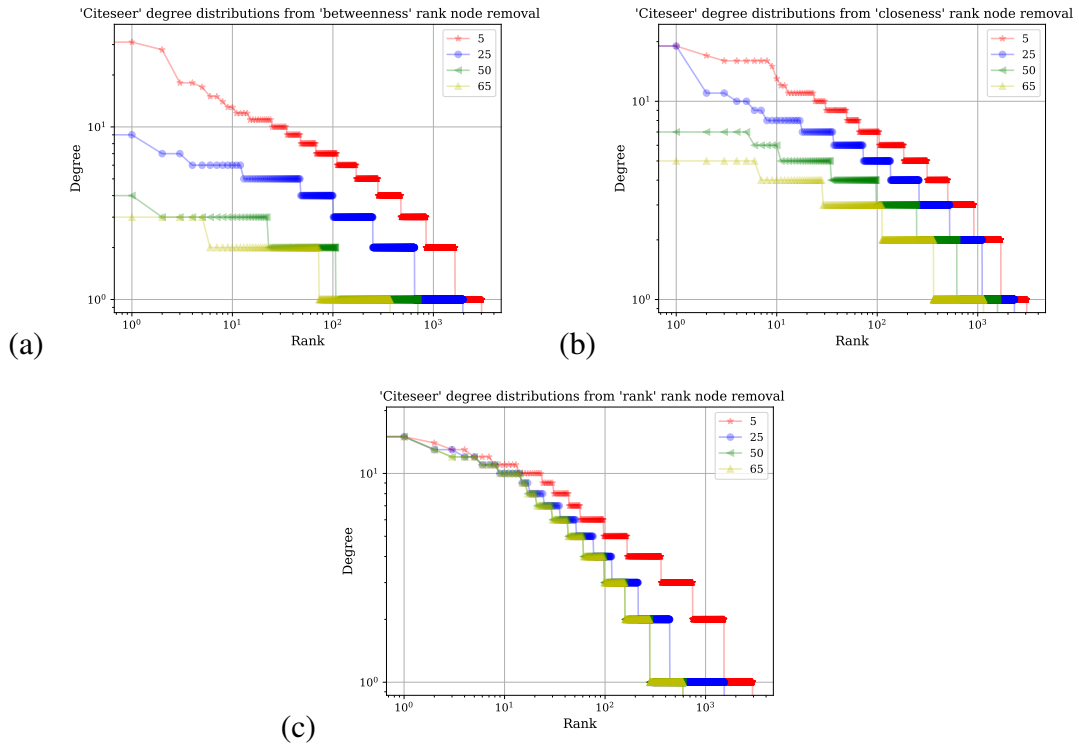 'Citeseer' degree distributions from 'betweenness' rank node removal
5
25
50
65
10¹
10⁰
Degree
10⁰ 10¹ 10² 10³
Rank
(a)
'Citeseer' degree distributions from 'closeness' rank node removal
5
25
50
65
10¹
10⁰
Degree
10⁰ 10¹ 10² 10³
Rank
(b)
'Citeseer' degree distributions from 'rank' rank node removal
5
25
50
65
10¹
10⁰
Degree
10⁰ 10¹ 10² 10³
Rank
(c)